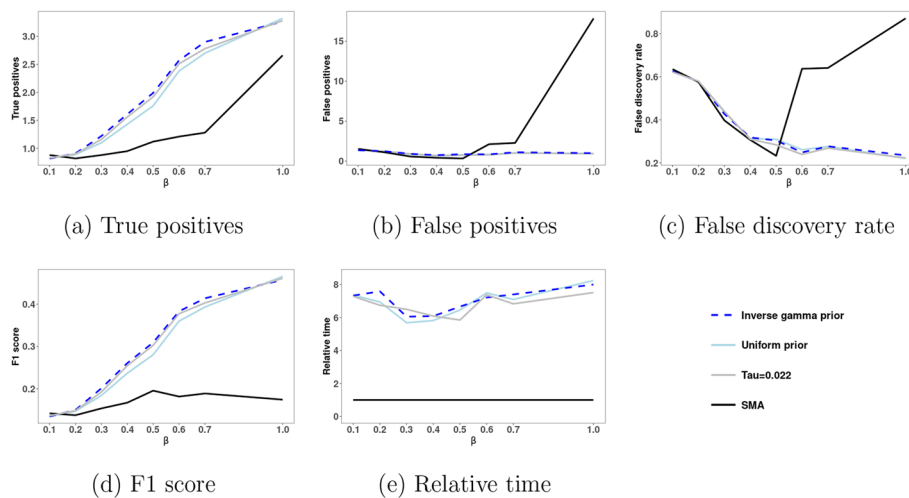 True positives
3.0
2.5
2.0
1.5
1.0
0.1 0.2 0.3 0.4 0.5 0.6 0.7 1.0
β
(a) True positives
False positives
15
10
5
0
0.1 0.2 0.3 0.4 0.5 0.6 0.7 1.0
β
(b) False positives
False discovery rate
0.8
0.6
0.4
0.2
0.1 0.2 0.3 0.4 0.5 0.6 0.7 1.0
β
(c) False discovery rate
F1 score
0.4
0.3
0.2
0.1 0.2 0.3 0.4 0.5 0.6 0.7 1.0
β
(d) F1 score
Relative time
8
6
4
2
0
0.1 0.2 0.3 0.4 0.5 0.6 0.7 1.0
β
(e) Relative time
Inverse gamma prior
Uniform prior
Tau=0.022
SMA